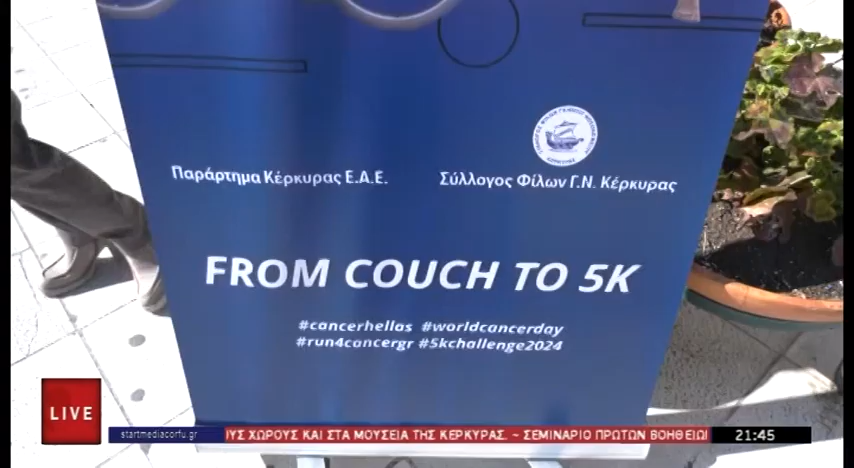 Παράρτημα Κέρκυρας Ε.Α.Ε.
Σύλλογος Φίλων Γ.Ν. Κέρκυρας
FROM COUCH TO 5K
#cancerhellas #worldcancerday
#run4cancergr #5kchallenge2024
LIVE
startmediacorfu.gr
ΙΥΣ ΧΩΡΟΥΣ ΚΑΙ ΣΤΑ ΜΟΥΣΕΙΑ ΤΗΣ ΚΕΡΚΥΡΑΣ. ~ ΣΕΜΙΝΑΡΙΟ ΠΡΩΤΩΝ ΒΟΗΘΕΙΩ
21:45